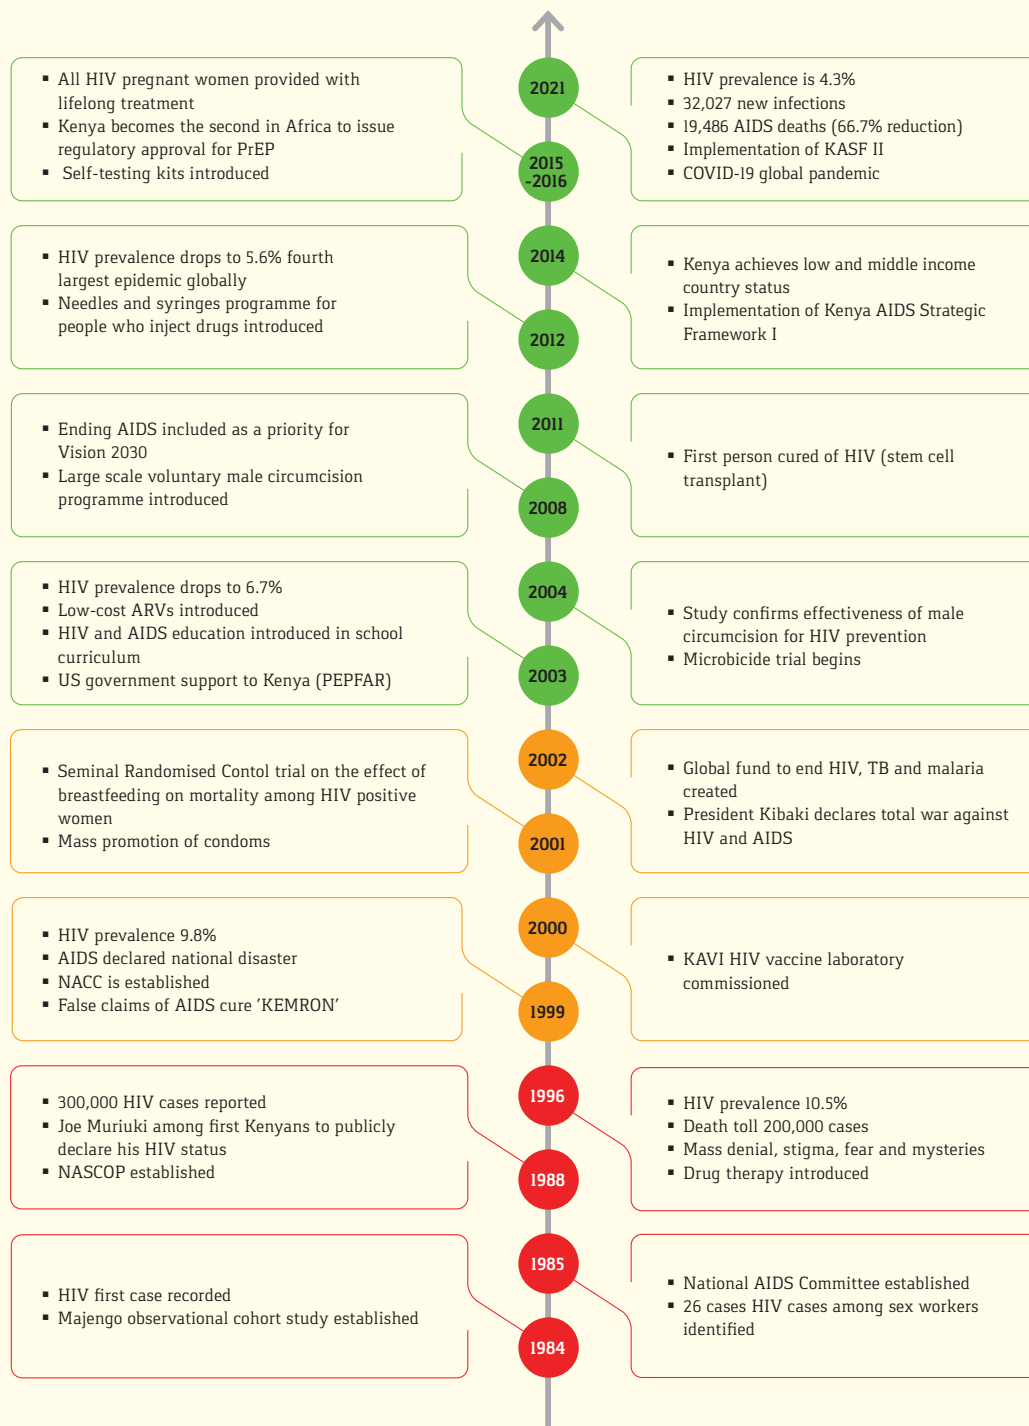 2021
▪ HIV prevalence is 4.3%
▪ 32,027 new infections
▪ 19,486 AIDS deaths (66.7% reduction)
▪ Implementation of KASF II
▪ COVID-19 global pandemic
▪ All HIV pregnant women provided with
lifelong treatment
▪ Kenya becomes the second in Africa to issue
regulatory approval for PrEP
▪ Self-testing kits introduced
2015
-2016
2014
▪ Kenya achieves low and middle income
country status
▪ Implementation of Kenya AIDS Strategic
Framework I
▪ HIV prevalence drops to 5.6% fourth
largest epidemic globally
▪ Needles and syringes programme for
people who inject drugs introduced
2012
2011
▪ First person cured of HIV (stem cell
transplant)
▪ Ending AIDS included as a priority for
Vision 2030
▪ Large scale voluntary male circumcision
programme introduced
2008
2004
▪ Study confirms effectiveness of male
circumcision for HIV prevention
▪ Microbicide trial begins
▪ HIV prevalence drops to 6.7%
▪ Low-cost ARVs introduced
▪ HIV and AIDS education introduced in school
curriculum
▪ US government support to Kenya (PEPFAR)
2003
2002
▪ Global fund to end HIV, TB and malaria
created
▪ President Kibaki declares total war against
HIV and AIDS
▪ Seminal Randomised Contol trial on the effect of
breastfeeding on mortality among HIV positive
women
▪ Mass promotion of condoms
2001
2000
▪ KAVI HIV vaccine laboratory
commissioned
▪ HIV prevalence 9.8%
▪ AIDS declared national disaster
▪ NACC is established
▪ False claims of AIDS cure ’KEMRON’
1999
1996
▪ HIV prevalence 10.5%
▪ Death toll 200,000 cases
▪ Mass denial, stigma, fear and mysteries
▪ Drug therapy introduced
▪ 300,000 HIV cases reported
▪ Joe Muriuki among first Kenyans to publicly
declare his HIV status
▪ NASCOP established
1988
1985
▪ National AIDS Committee established
▪ 26 cases HIV cases among sex workers
identified
▪ HIV first case recorded
▪ Majengo observational cohort study established
1984